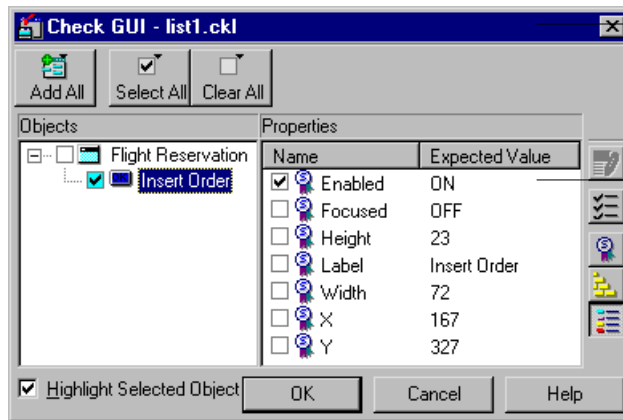 Check GUI - list1.ckl
Add All Select All Clear All
Objects Properties
Flight Reservation
OK Insert Order
Name Expected Value
Enabled ON
Focused OFF
Height 23
Label Insert Order
Width 72
X 167
Y 327
Highlight Selected Object OK Cancel Help